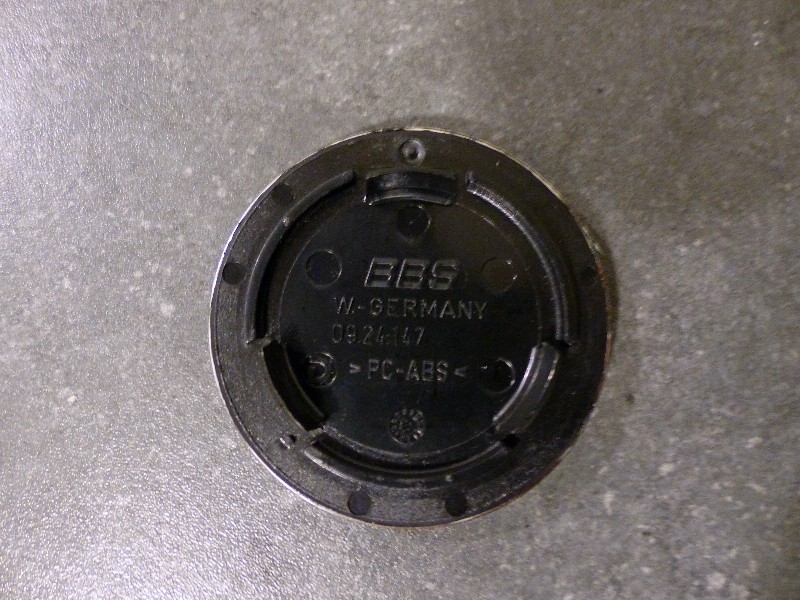 BBS
W.-GERMANY
09.24.147
>PC-ABS<